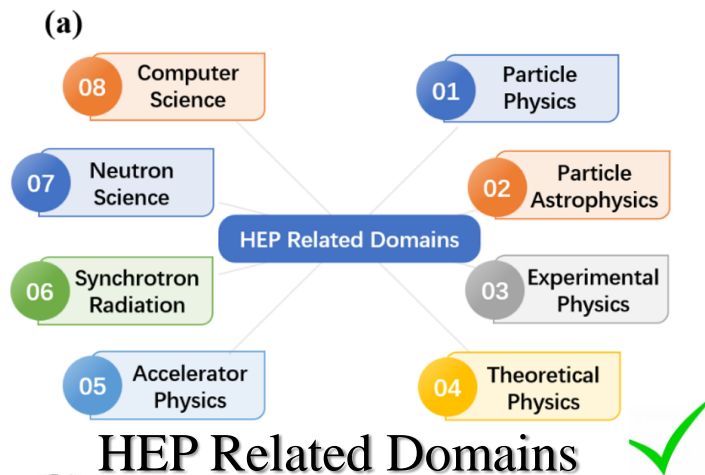 (a)
08
Computer
Science
01
Particle
Physics
07
Neutron
Science
02
Particle
Astrophysics
HEP Related Domains
06
Synchrotron
Radiation
03
Experimental
Physics
05
Accelerator
Physics
04
Theoretical
Physics
HEP Related Domains